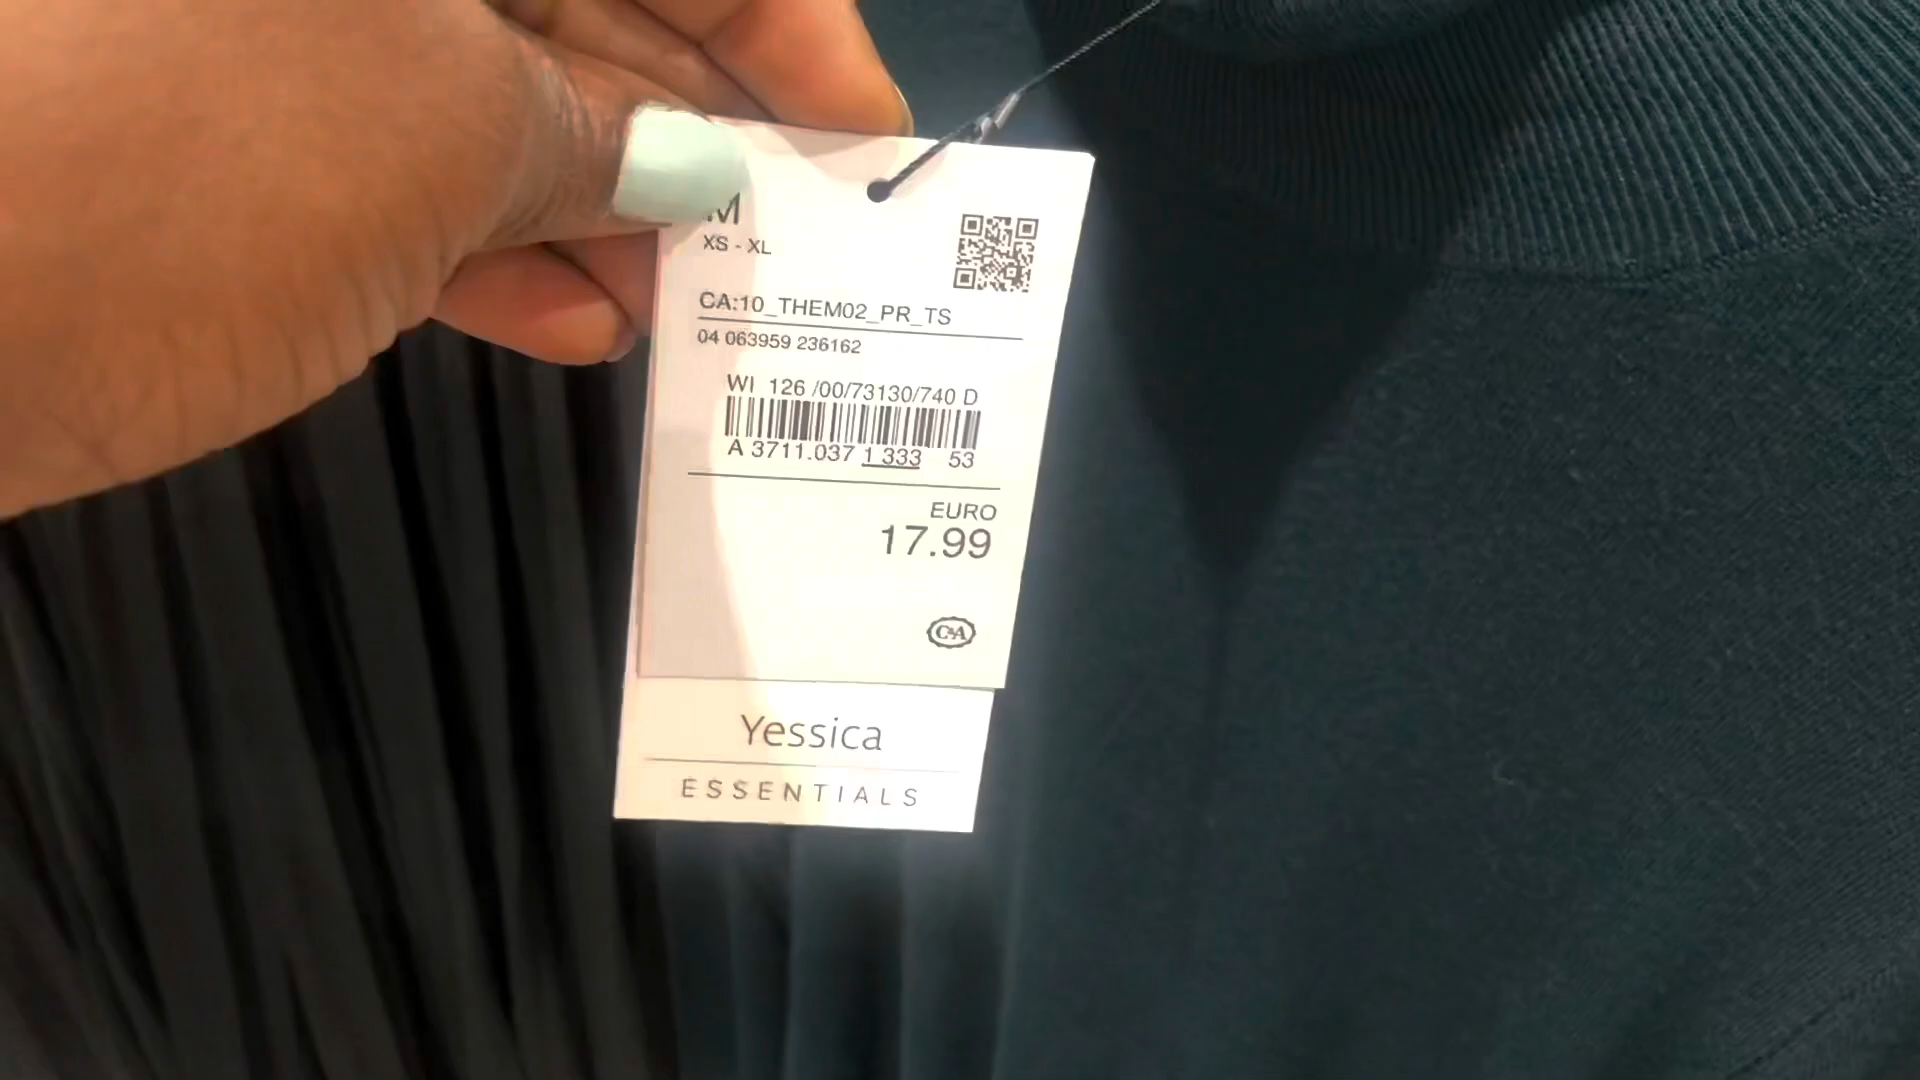 M
XS - XL
CA:10_THEM02_PR_TS
04 063959 236162
WI 126 /00/73130/740 D
A 3711.037 1 333 53
EURO
17.99
C&A
Yessica
ESSENTIALS